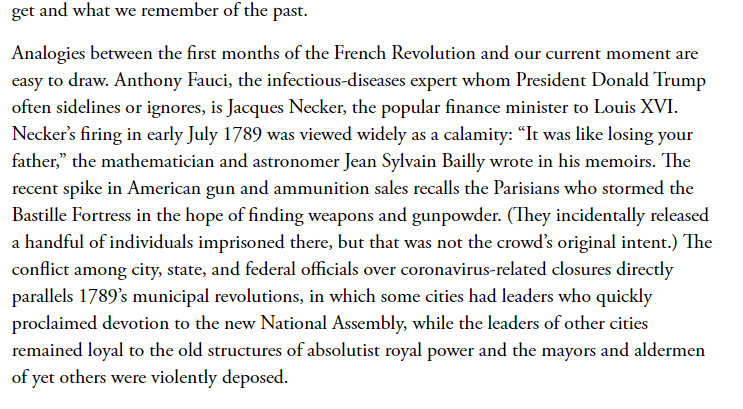 get and what we remember of the past.
Analogies between the first months of the French Revolution and our current moment are
easy to draw. Anthony Fauci, the infectious-diseases expert whom President Donald Trump
often sidelines or ignores, is Jacques Necker, the popular finance minister to Louis XVI.
Necker’s firing in early July 1789 was viewed widely as a calamity: “It was like losing your
father,” the mathematician and astronomer Jean Sylvain Bailly wrote in his memoirs. The
recent spike in American gun and ammunition sales recalls the Parisians who stormed the
Bastille Fortress in the hope of finding weapons and gunpowder. (They incidentally released
a handful of individuals imprisoned there, but that was not the crowd’s original intent.) The
conflict among city, state, and federal officials over coronavirus-related closures directly
parallels 1789’s municipal revolutions, in which some cities had leaders who quickly
proclaimed devotion to the new National Assembly, while the leaders of other cities
remained loyal to the old structures of absolutist royal power and the mayors and aldermen
of yet others were violently deposed.